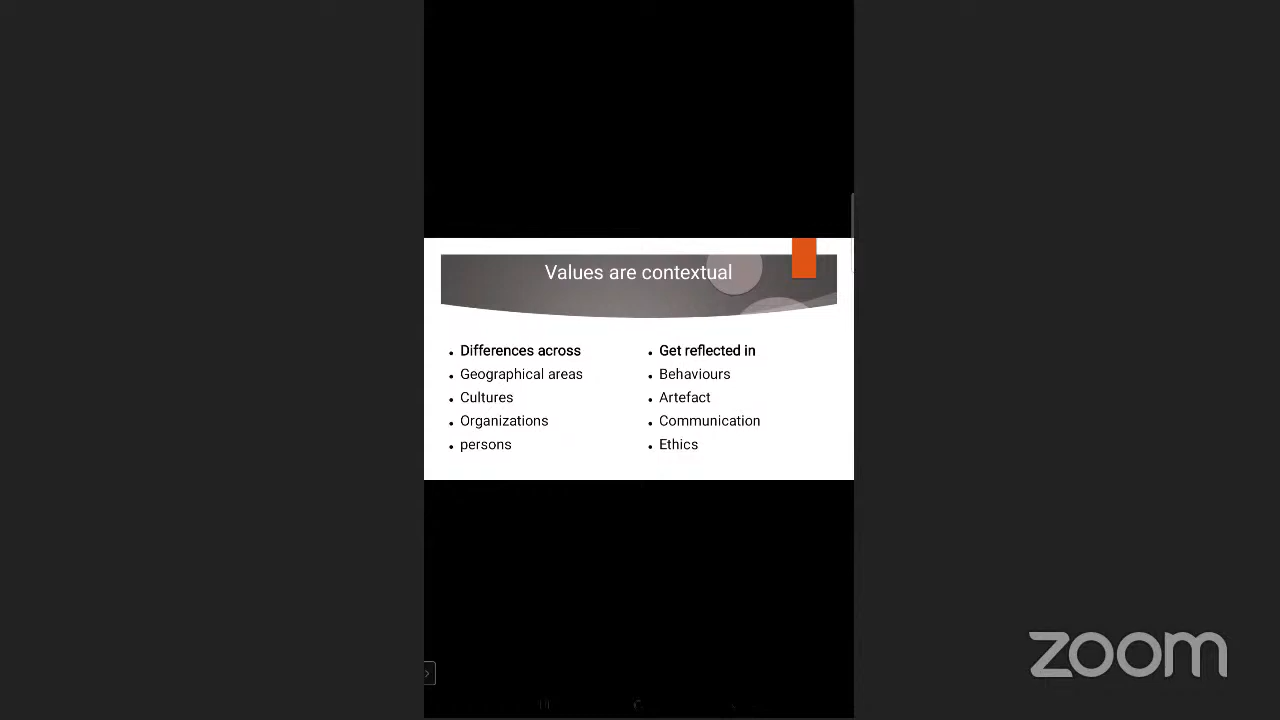 Values are contextual
Differences across
Geographical areas
Cultures
Organizations
persons
Get reflected in
Behaviours
Artefact
Communication
Ethics
zoom